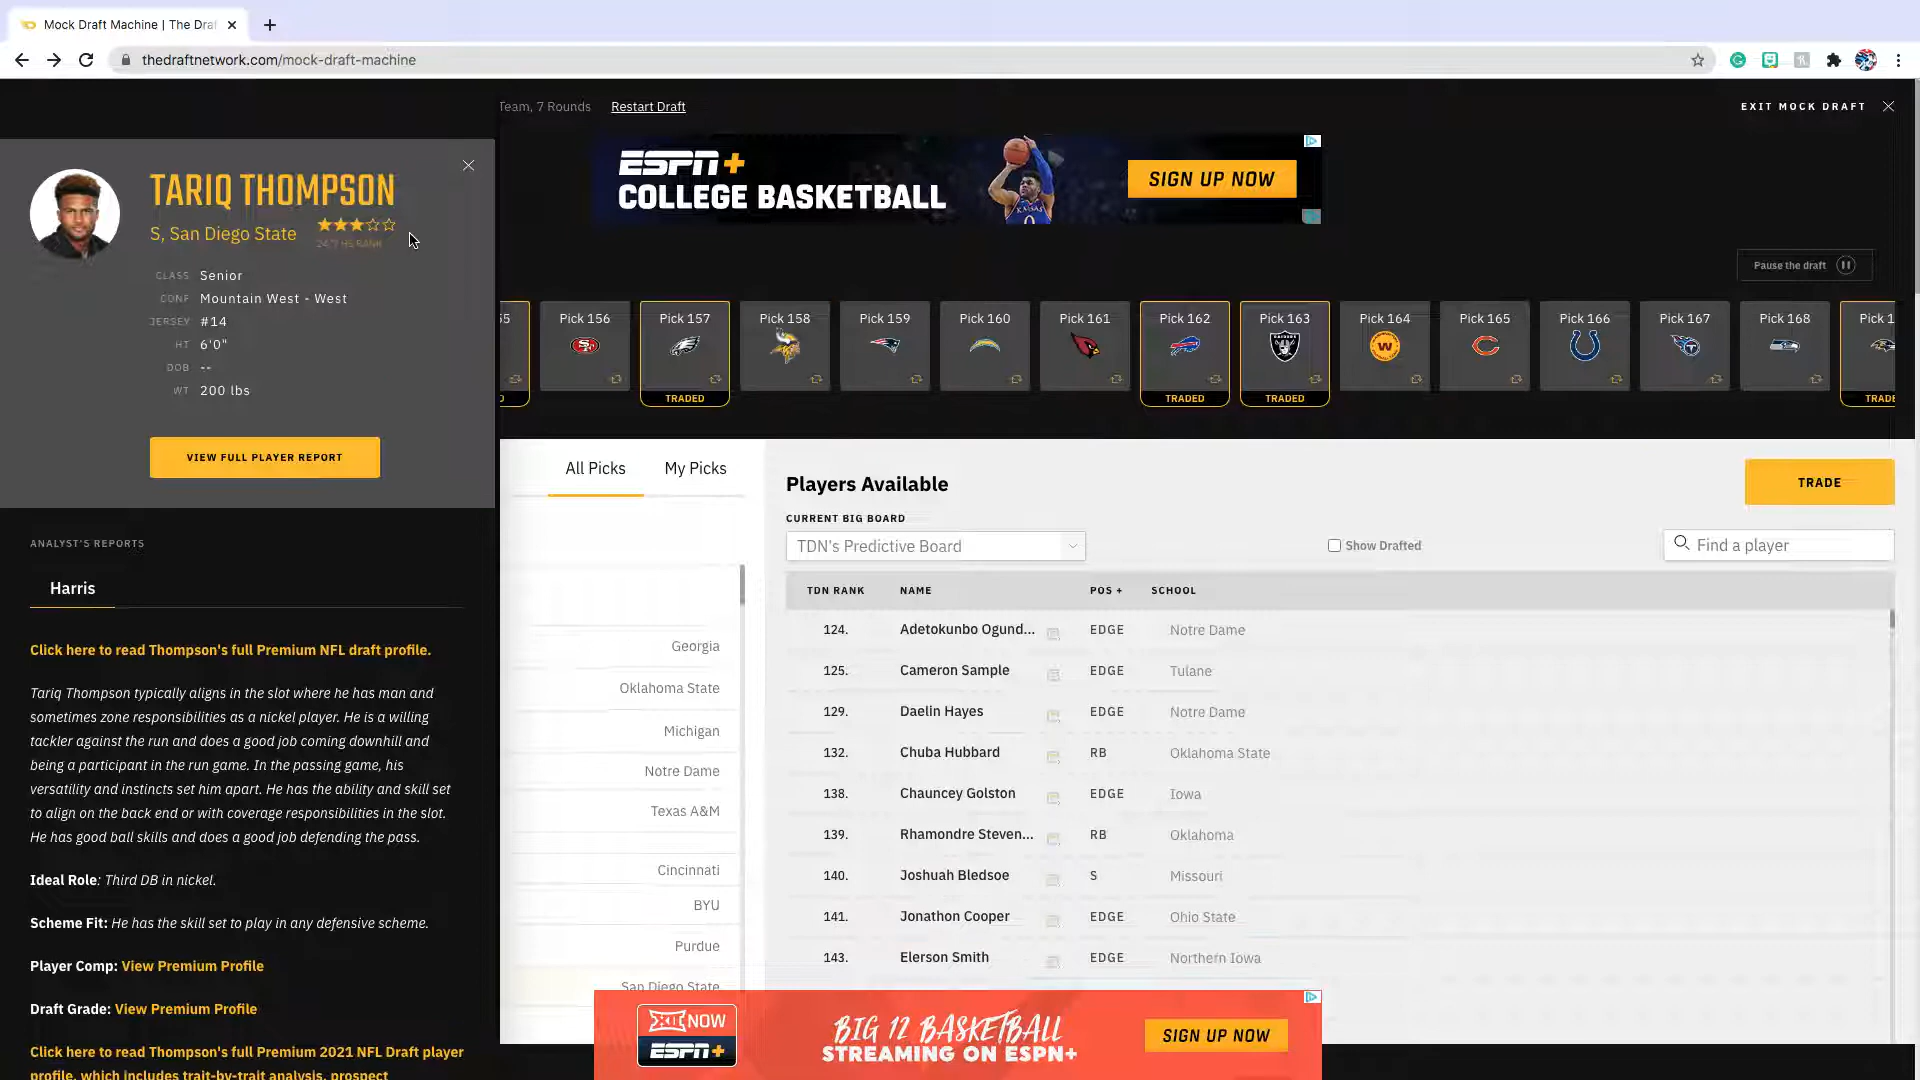 Mock Draft Machine | The Dra
thedraftnetwork.com/mock-draft-machine
Team, 7 Rounds
Restart Draft
EXIT MOCK DRAFT
ESPN+
COLLEGE BASKETBALL
KANSAS
SIGN UP NOW
TARIQ THOMPSON
S, San Diego State
24/7 HS RANK
CLASS Senior
CONF Mountain West - West
JERSEY #14
HT 6'0"
DOB --
WT 200 lbs
VIEW FULL PLAYER REPORT
Pause the draft
Pick 156
Pick 157
TRADED
Pick 158
Pick 159
Pick 160
Pick 161
Pick 162
TRADED
Pick 163
RAIDERS
TRADED
Pick 164
W
Pick 165
Pick 166
Pick 167
Pick 168
Pick 1
TRADE
ANALYST'S REPORTS
Harris
Click here to read Thompson's full Premium NFL draft profile.
Tariq Thompson typically aligns in the slot where he has man and
sometimes zone responsibilities as a nickel player. He is a willing
tackler against the run and does a good job coming downhill and
being a participant in the run game. In the passing game, his
versatility and instincts set him apart. He has the ability and skill set
to align on the back end or with coverage responsibilities in the slot.
He has good ball skills and does a good job defending the pass.
Ideal Role: Third DB in nickel.
Scheme Fit: He has the skill set to play in any defensive scheme.
Player Comp: View Premium Profile
Draft Grade: View Premium Profile
Click here to read Thompson's full Premium 2021 NFL Draft player
profile, which includes trait-by-trait analysis, prospect
All Picks
My Picks
Georgia
Oklahoma State
Michigan
Notre Dame
Texas A&M
Cincinnati
BYU
Purdue
San Diego State
Players Available
TRADE
CURRENT BIG BOARD
TDN's Predictive Board
Show Drafted
Find a player
TDN RANK NAME POS + SCHOOL
124. Adetokunbo Ogund... EDGE Notre Dame
125. Cameron Sample EDGE Tulane
129. Daelin Hayes EDGE Notre Dame
132. Chuba Hubbard RB Oklahoma State
138. Chauncey Golston EDGE Iowa
139. Rhamondre Steven... RB Oklahoma
140. Joshuah Bledsoe S Missouri
141. Jonathon Cooper EDGE Ohio State
143. Elerson Smith EDGE Northern Iowa
XII NOW
ESPN+
BIG 12 BASKETBALL
STREAMING ON ESPN+
SIGN UP NOW